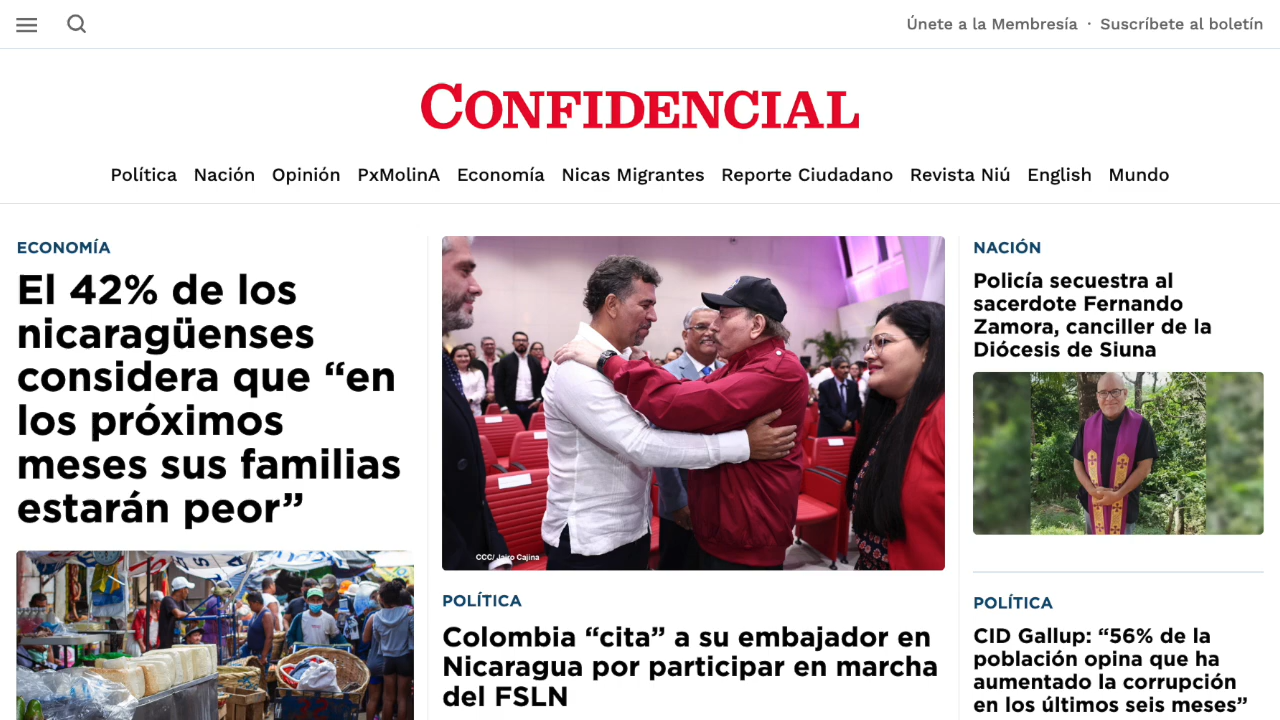 Únete a la Membresía · Suscríbete al boletín
CONFIDENCIAL
Política Nación Opinión PxMolinA Economía Nicas Migrantes Reporte Ciudadano Revista Niú English Mundo
ECONOMÍA
El 42% de los
nicaragüenses
considera que “en
los próximos
meses sus familias
estarán peor”
CCC/ Jairo Cajina
POLÍTICA
Colombia “cita” a su embajador en
Nicaragua por participar en marcha
del FSLN
NACIÓN
Policía secuestra al
sacerdote Fernando
Zamora, canciller de la
Diócesis de Siuna
POLÍTICA
CID Gallup: “56% de la
población opina que ha
aumentado la corrupción
en los últimos seis meses”